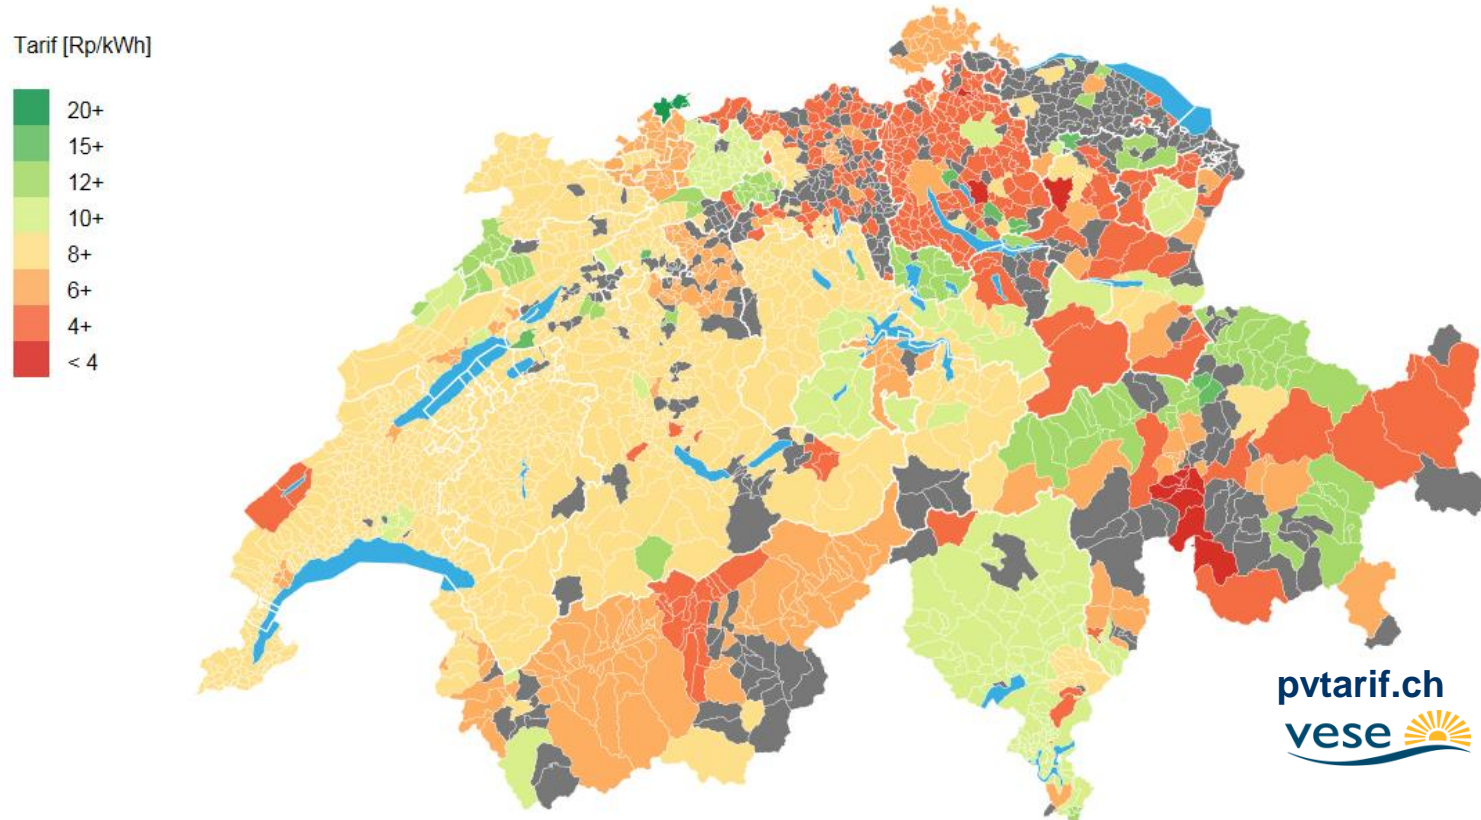 Tarif [Rp/kWh]
20+
15+
12+
10+
8+
6+
4+
< 4
pvtarif.ch
vese